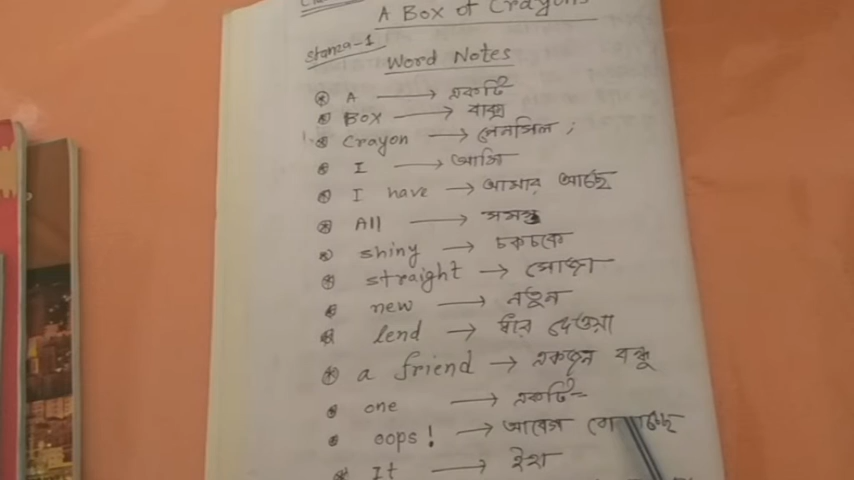 A Box of Crayons
Stanza-1
Word Notes
A → একটি
Box → বাক্স
Crayon → পেনসিল ;
I → আমি
I have → আমার আছে
All → সমস্ত
shiny → চকচকে
straight → সোজা
new → নতুন
lend → ধার দেওয়া
a friend → একজন বন্ধু
one → একটি
oops! → আবেগ
It → ইহা